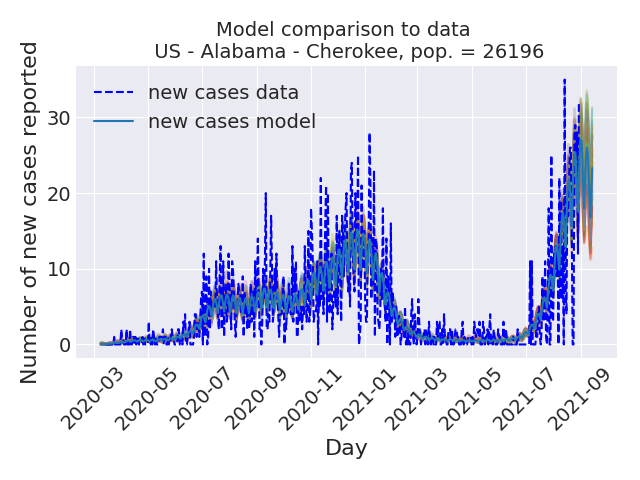 Model comparison to data
US - Alabama - Cherokee, pop. = 26196
Number of new cases reported
30
20
10
0
new cases data
new cases model
2020-03
2020-05
2020-07
2020-09
2020-11
2021-01
2021-03
2021-05
2021-07
2021-09
Day